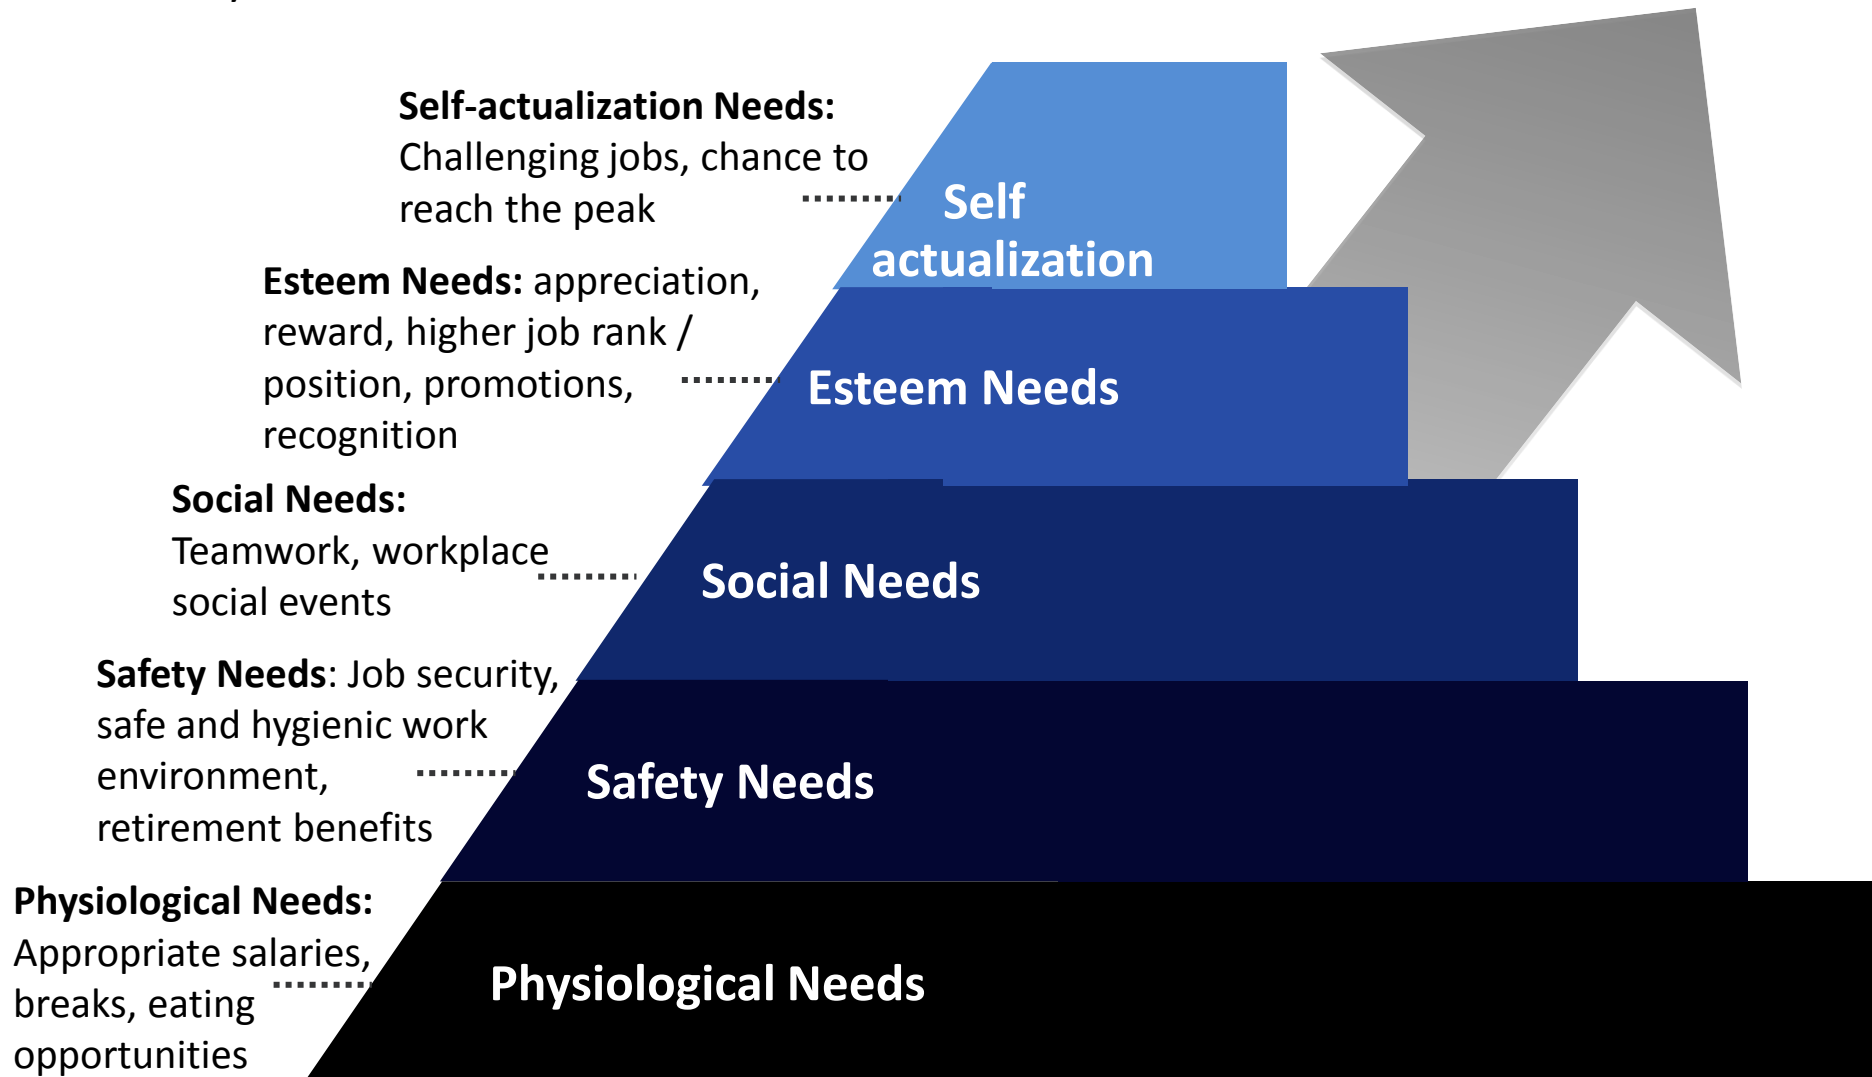 Self-actualization Needs:
Challenging jobs, chance to
reach the peak
Self
actualization
Esteem Needs: appreciation,
reward, higher job rank /
position, promotions,
recognition
Esteem Needs
Social Needs:
Teamwork, workplace
social events
Social Needs
Safety Needs: Job security,
safe and hygienic work
environment,
retirement benefits
Safety Needs
Physiological Needs:
Appropriate salaries,
breaks, eating
opportunities
Physiological Needs